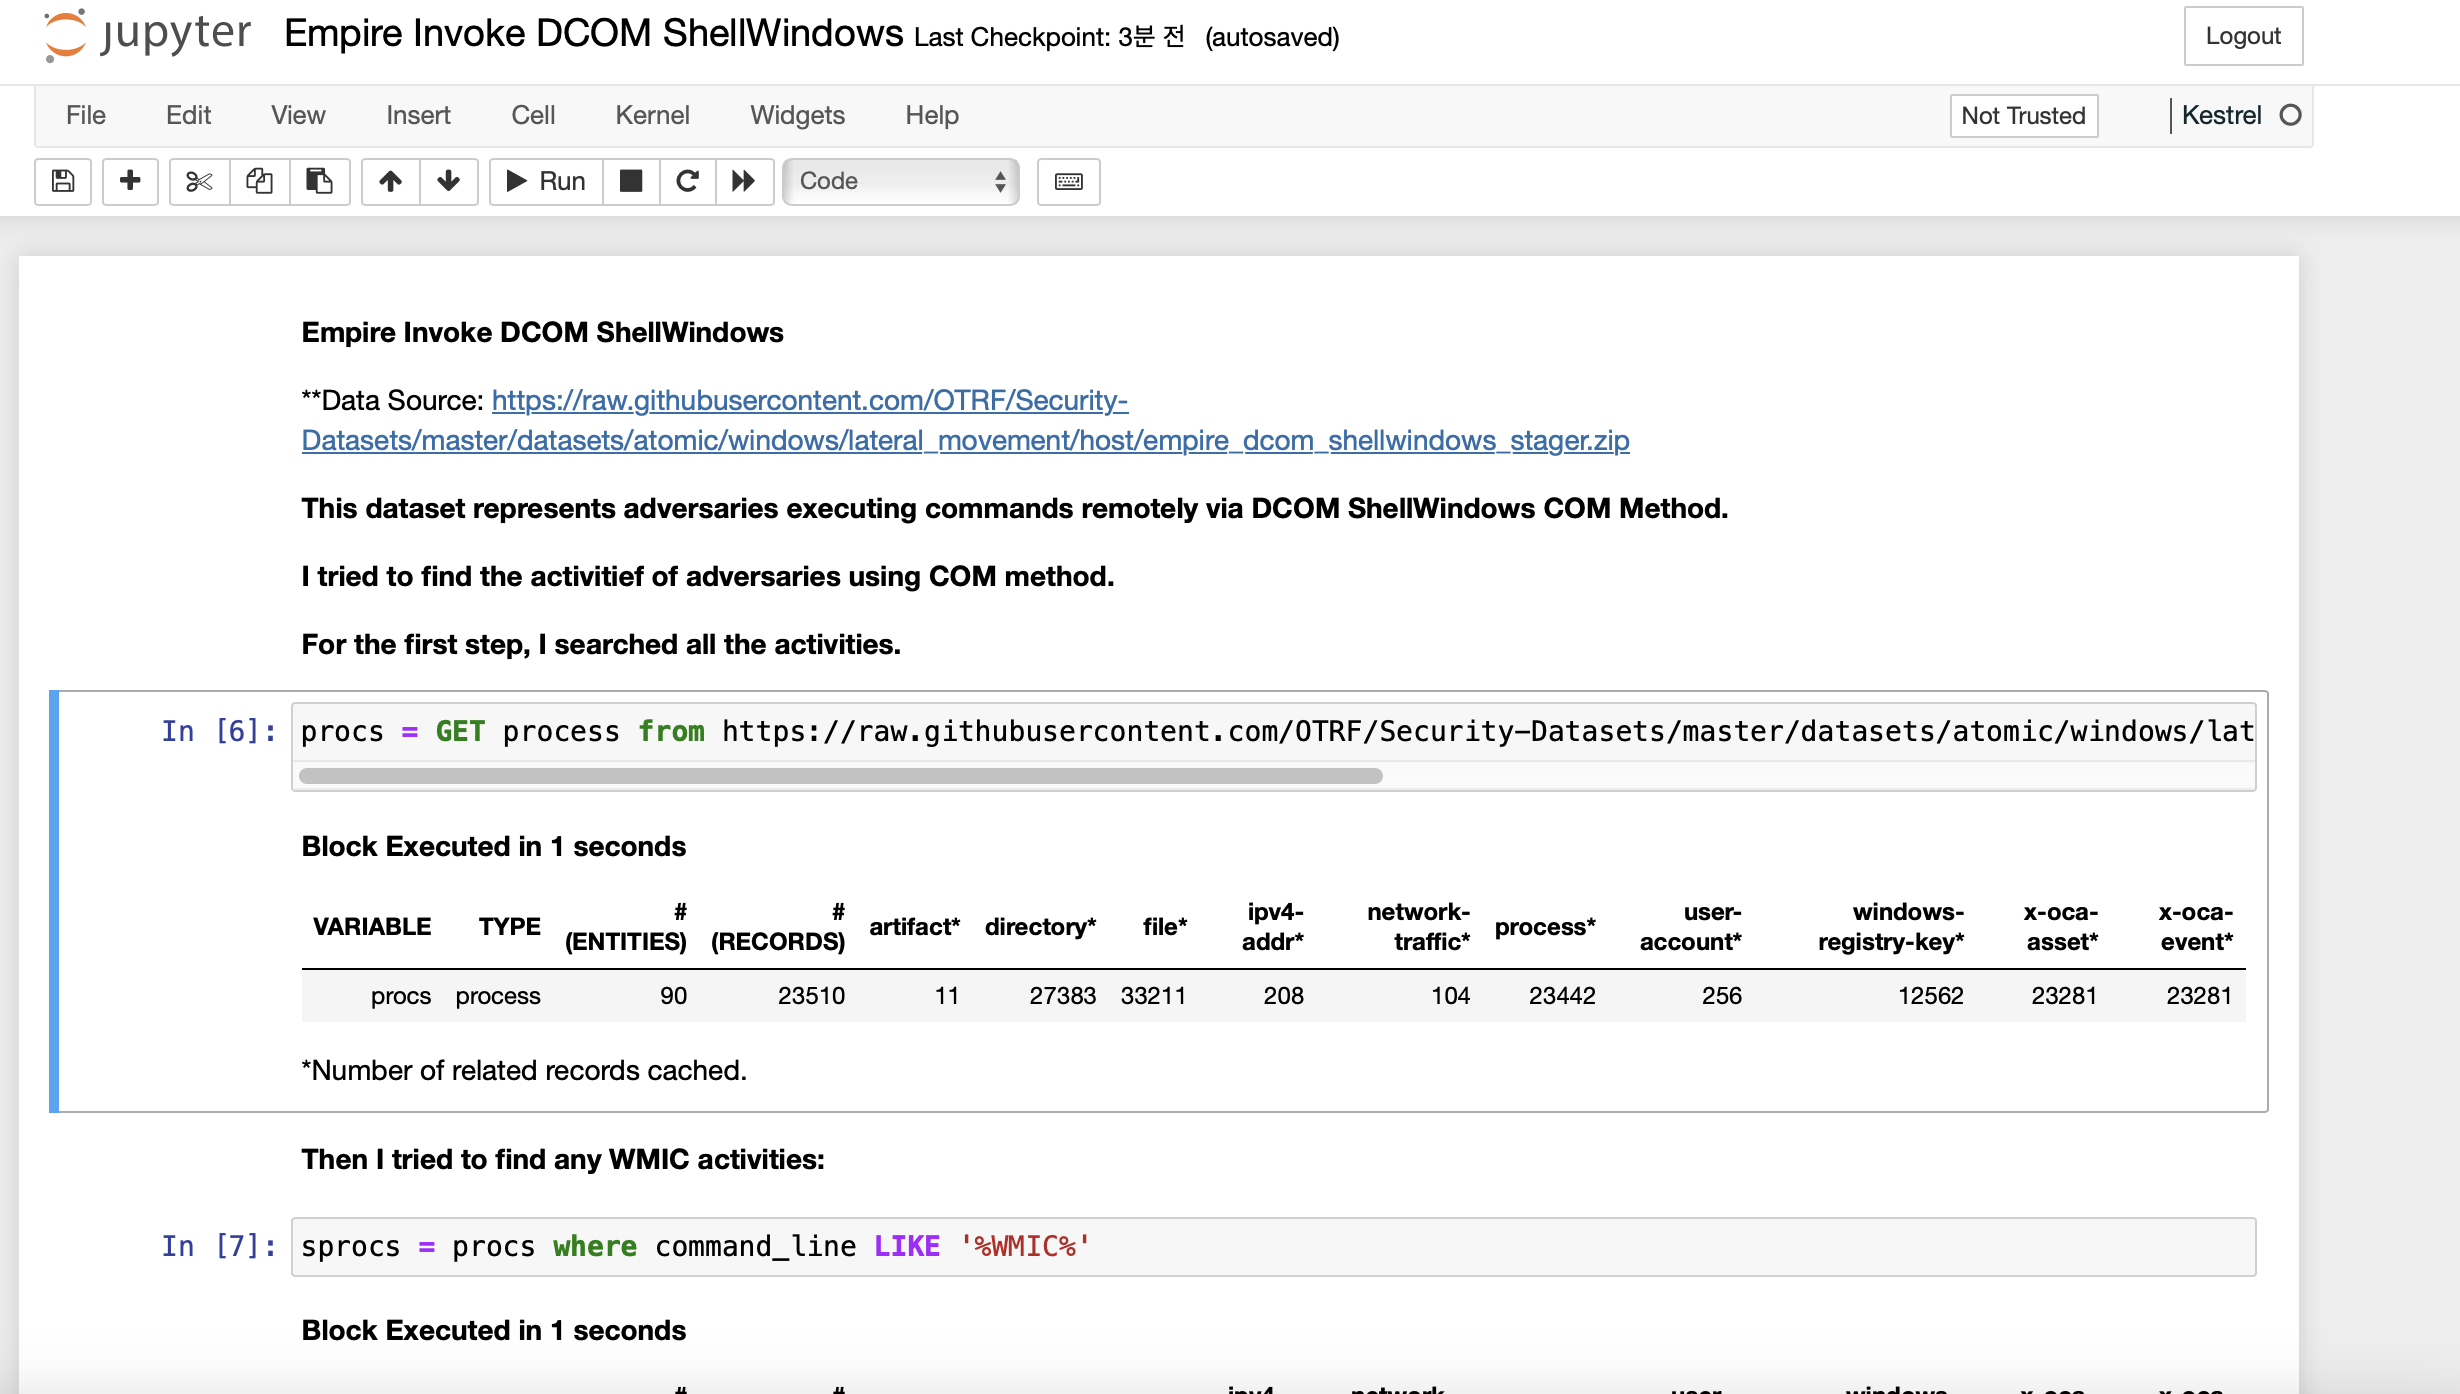 jupyter Empire Invoke DCOM ShellWindows Last Checkpoint: 3분 전 (autosaved)
Logout
File Edit View Insert Cell Kernel Widgets Help
Not Trusted
Kestrel
Run
Code
Empire Invoke DCOM ShellWindows
**Data Source: https://raw.githubusercontent.com/OTRF/Security-
Datasets/master/datasets/atomic/windows/lateral_movement/host/empire_dcom_shellwindows_stager.zip
This dataset represents adversaries executing commands remotely via DCOM ShellWindows COM Method.
I tried to find the activitief of adversaries using COM method.
For the first step, I searched all the activities.
In [6]: procs = GET process from https://raw.githubusercontent.com/OTRF/Security-Datasets/master/datasets/atomic/windows/lat
Block Executed in 1 seconds
VARIABLE TYPE # (ENTITIES) # (RECORDS) artifact* directory* file* ipv4-addr* network-traffic* process* user-account* windows-registry-key* x-oca-asset* x-oca-event*
procs process 90 23510 11 27383 33211 208 104 23442 256 12562 23281 23281
*Number of related records cached.
Then I tried to find any WMIC activities:
In [7]: sprocs = procs where command_line LIKE '%WMIC%'
Block Executed in 1 seconds